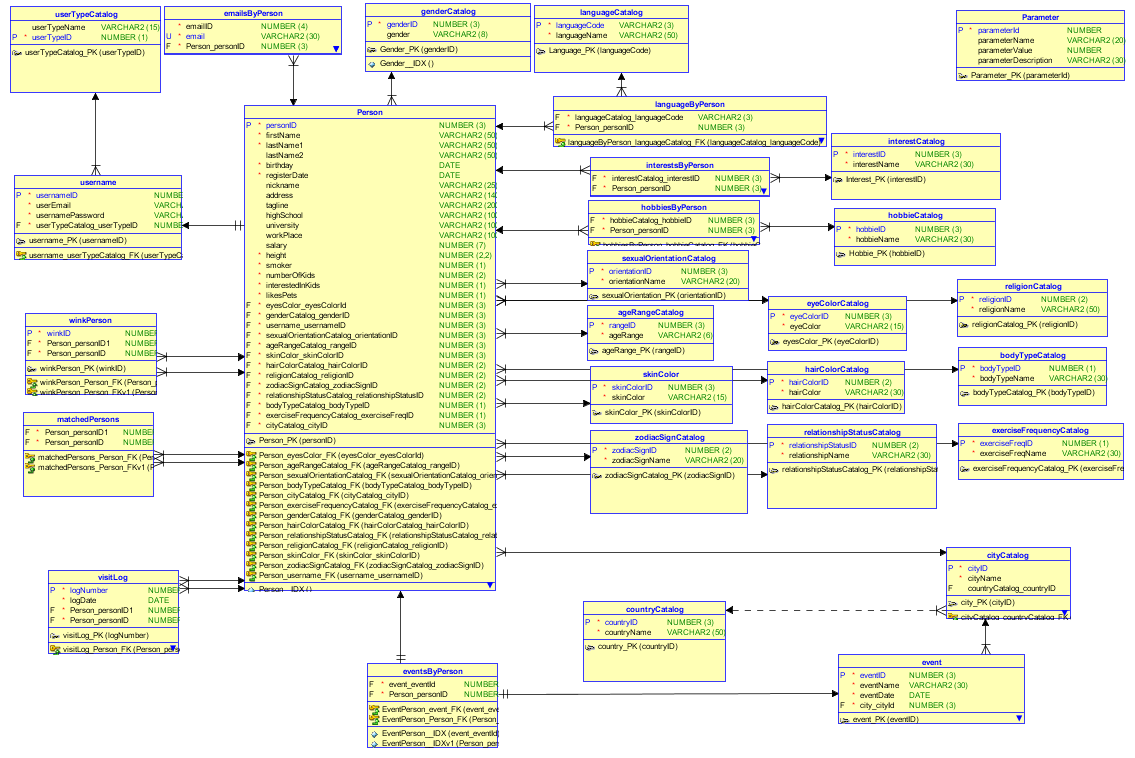 userTypeCatalog
userTypeName VARCHAR2 (15)
P * userTypeID NUMBER (1)
userTypeCatalog_PK (userTypeID)
emailsByPerson
* emailID NUMBER (4)
U * email VARCHAR2 (30)
F * Person_personID NUMBER (3)
genderCatalog
P * genderID NUMBER (3)
gender VARCHAR2 (8)
Gender_PK (genderID)
Gender__IDX ()
languageCatalog
P * languageCode VARCHAR2 (3)
* languageName VARCHAR2 (50)
Language_PK (languageCode)
Parameter
P * parameterId NUMBER
parameterName VARCHAR2 (20
parameterValue NUMBER
parameterDescription VARCHAR2 (30
Parameter_PK (parameterId)
Person
P * personID NUMBER (3)
* firstName VARCHAR2 (50
* lastName1 VARCHAR2 (50
lastName2 VARCHAR2 (50
* birthday DATE
* registerDate DATE
nickname VARCHAR2 (25
address VARCHAR2 (14
tagline VARCHAR2 (20
highSchool VARCHAR2 (10
university VARCHAR2 (10
workPlace VARCHAR2 (10
salary NUMBER (7)
* height NUMBER (2,2)
* smoker NUMBER (1)
* numberOfKids NUMBER (2)
* interestedInKids NUMBER (1)
* likesPets NUMBER (1)
F * eyesColor_eyesColorId NUMBER (3)
F * genderCatalog_genderID NUMBER (3)
F * username_usernameID NUMBER (3)
F * sexualOrientationCatalog_orientationID NUMBER (3)
F * ageRangeCatalog_rangeID NUMBER (3)
F * skinColor_skinColorID NUMBER (3)
F * hairColorCatalog_hairColorID NUMBER (2)
F * religionCatalog_religionID NUMBER (2)
F * zodiacSignCatalog_zodiacSignID NUMBER (2)
F * relationshipStatusCatalog_relationshipStatusID NUMBER (2)
F * bodyTypeCatalog_bodyTypeID NUMBER (1)
F * exerciseFrequencyCatalog_exerciseFreqID NUMBER (1)
F * cityCatalog_cityID NUMBER (3)
Person_PK (personID)
Person_eyesColor_FK (eyesColor_eyesColorId)
Person_ageRangeCatalog_FK (ageRangeCatalog_rangeID)
Person_sexualOrientationCatalog_FK (sexualOrientationCatalog_orie
Person_bodyTypeCatalog_FK (bodyTypeCatalog_bodyTypeID)
Person_cityCatalog_FK (cityCatalog_cityID)
Person_exerciseFrequencyCatalog_FK (exerciseFrequencyCatalog_e
Person_genderCatalog_FK (genderCatalog_genderID)
Person_hairColorCatalog_FK (hairColorCatalog_hairColorID)
Person_relationshipStatusCatalog_FK (relationshipStatusCatalog_relat
Person_religionCatalog_FK (religionCatalog_religionID)
Person_skinColor_FK (skinColor_skinColorID)
Person_zodiacSignCatalog_FK (zodiacSignCatalog_zodiacSignID)
Person_username_FK (username_usernameID)
Person__IDX ()
languageByPerson
F * languageCatalog_languageCode VARCHAR2 (3)
F * Person_personID NUMBER (3)
languageByPerson_languageCatalog_FK (languageCatalog_languageCode)
interestsByPerson
F * interestCatalog_interestID NUMBER (3)
F * Person_personID NUMBER (3)
interestCatalog
P * interestID NUMBER (3)
* interestName VARCHAR2 (30)
Interest_PK (interestID)
username
P * usernameID NUMBE
* userEmail VARCH
* usernamePassword VARCH
F * userTypeCatalog_userTypeID NUMBE
username_PK (usernameID)
username_userTypeCatalog_FK (userTypeC
hobbiesByPerson
F * hobbieCatalog_hobbieID NUMBER (3)
F * Person_personID NUMBER (3)
hobbiesByPerson_hobbieCatalog_FK (hobbie
hobbieCatalog
P * hobbieID NUMBER (3)
* hobbieName VARCHAR2 (30)
Hobbie_PK (hobbieID)
sexualOrientationCatalog
P * orientationID NUMBER (3)
* orientationName VARCHAR2 (20)
sexualOrientation_PK (orientationID)
eyeColorCatalog
P * eyeColorID NUMBER (3)
* eyeColor VARCHAR2 (15)
eyesColor_PK (eyeColorID)
religionCatalog
P * religionID NUMBER (2)
* religionName VARCHAR2 (50)
religionCatalog_PK (religionID)
winkPerson
P * winkID NUMBER
F * Person_personID1 NUMBER
F * Person_personID NUMBER
winkPerson_PK (winkID)
winkPerson_Person_FK (Person_p
winkPerson_Person_FKv1 (Person
ageRangeCatalog
P * rangeID NUMBER (3)
* ageRange VARCHAR2 (6)
ageRange_PK (rangeID)
skinColor
P * skinColorID NUMBER (3)
* skinColor VARCHAR2 (15)
skinColor_PK (skinColorID)
hairColorCatalog
P * hairColorID NUMBER (2)
* hairColor VARCHAR2 (30)
hairColorCatalog_PK (hairColorID)
bodyTypeCatalog
P * bodyTypeID NUMBER (1)
* bodyTypeName VARCHAR2 (30)
bodyTypeCatalog_PK (bodyTypeID)
matchedPersons
F * Person_personID1 NUMBE
F * Person_personID NUMBE
matchedPersons_Person_FK (Per
matchedPersons_Person_FKv1 (F
zodiacSignCatalog
P * zodiacSignID NUMBER (2)
* zodiacSignName VARCHAR2 (20)
zodiacSignCatalog_PK (zodiacSignID)
relationshipStatusCatalog
P * relationshipStatusID NUMBER (2)
* relationshipName VARCHAR2 (30)
relationshipStatusCatalog_PK (relationshipSta
exerciseFrequencyCatalog
P * exerciseFreqID NUMBER (1)
* exerciseFreqName VARCHAR2 (30)
exerciseFrequencyCatalog_PK (exerciseFre
visitLog
P * logNumber NUMBE
* logDate DATE
F * Person_personID1 NUMBE
F * Person_personID NUMBE
visitLog_PK (logNumber)
visitLog_Person_FK (Person_pers
countryCatalog
P * countryID NUMBER (3)
* countryName VARCHAR2 (50)
country_PK (countryID)
cityCatalog
P * cityID
* cityName
F countryCatalog_countryID
city_PK (cityID)
cityCatalog_countryCatalog_FK
eventsByPerson
F * event_eventId NUMBER
F * Person_personID NUMBER
EventPerson_event_FK (event_eve
EventPerson_Person_FK (Person_
EventPerson__IDX (event_eventId
EventPerson__IDXv1 (Person_per
event
P * eventID NUMBER (3)
* eventName VARCHAR2 (30)
* eventDate DATE
F * city_cityId NUMBER (3)
event_PK (eventID)